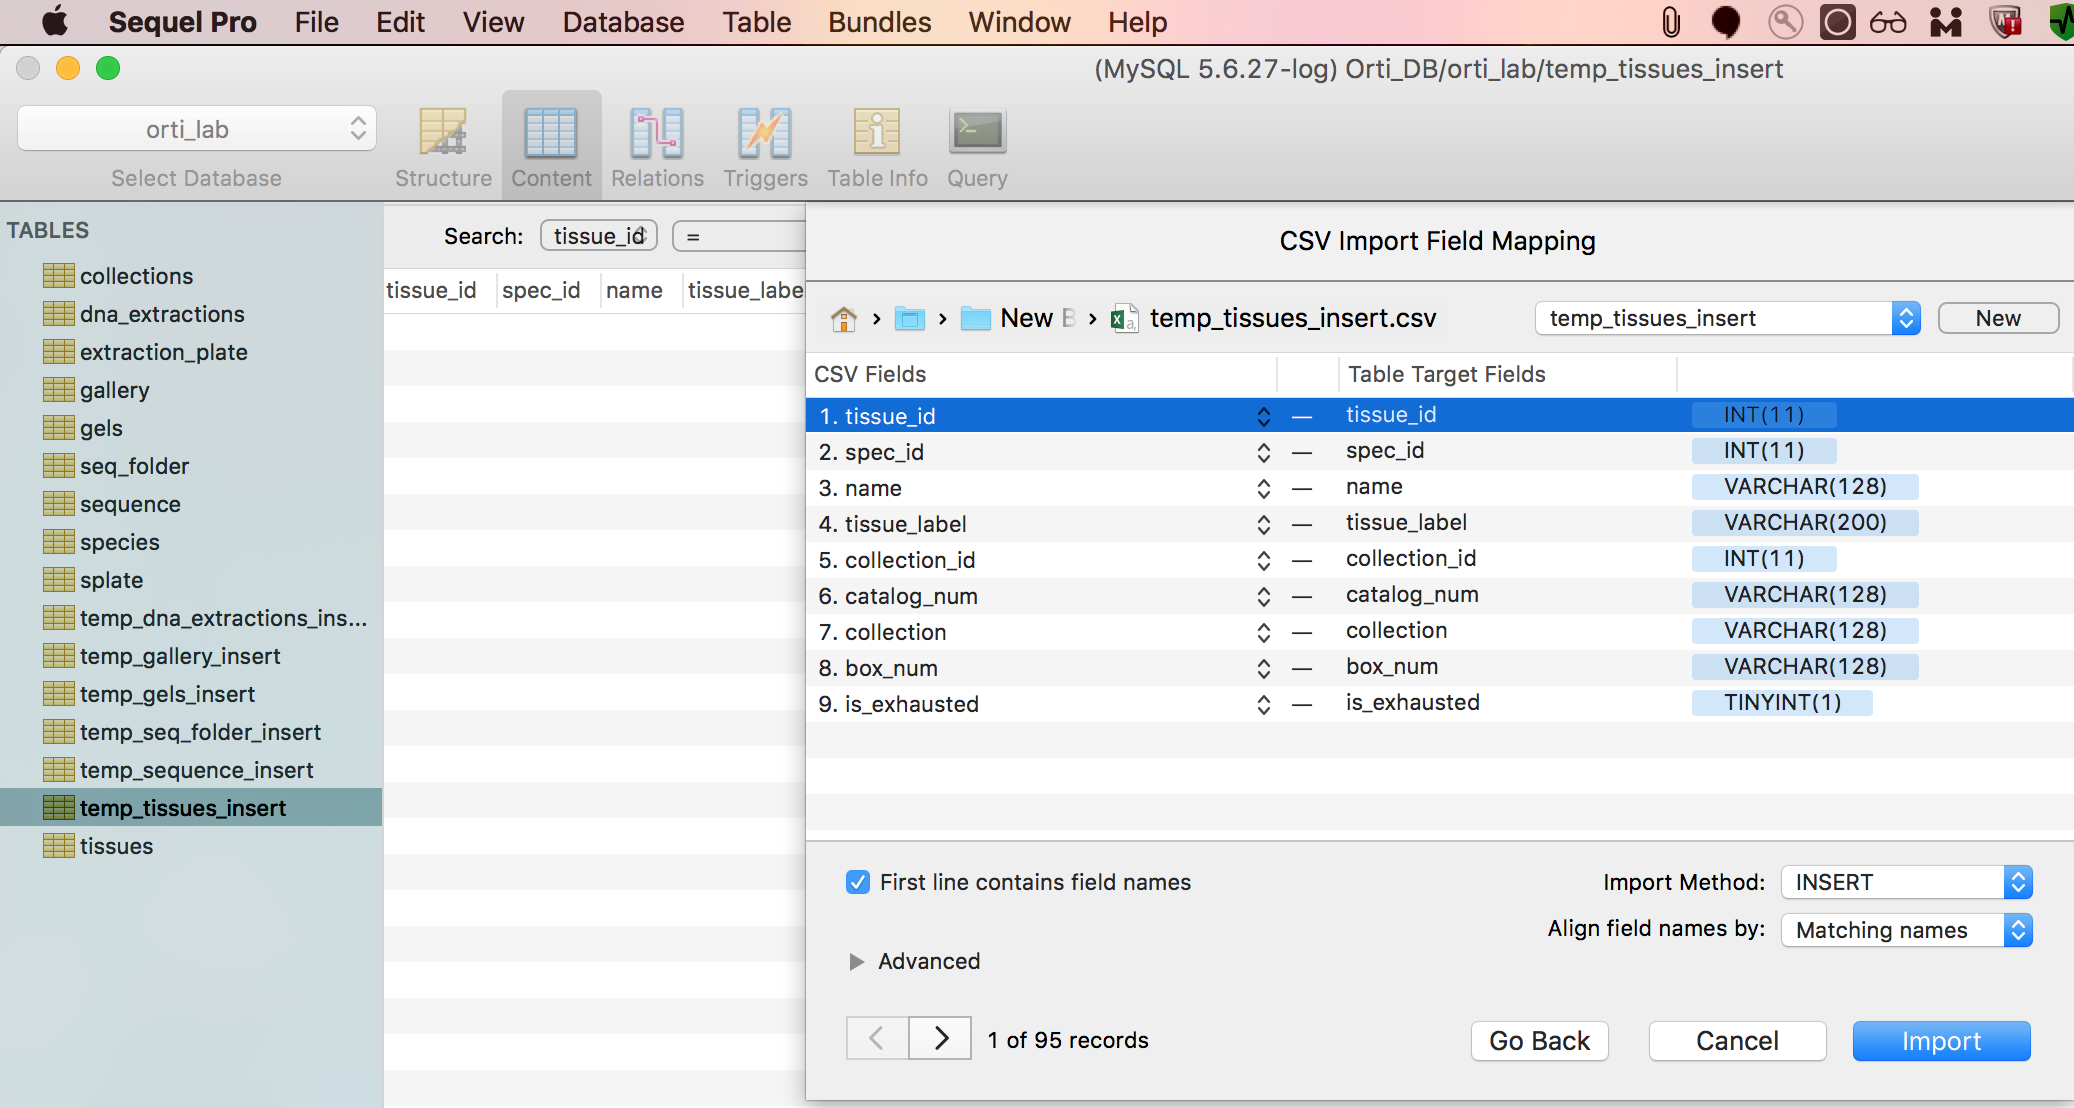 Sequel Pro File Edit View Database Table Bundles Window Help
(MySQL 5.6.27-log) Orti_DB/orti_lab/temp_tissues_insert
orti_lab
Select Database Structure Content Relations Triggers Table Info Query
TABLES
collections
dna_extractions
extraction_plate
gallery
gels
seq_folder
sequence
species
splate
temp_dna_extractions_ins...
temp_gallery_insert
temp_gels_insert
temp_seq_folder_insert
temp_sequence_insert
temp_tissues_insert
tissues
Search: tissue_id =
tissue_id spec_id name tissue_labe
CSV Import Field Mapping
New B temp_tissues_insert.csv temp_tissues_insert New
CSV Fields Table Target Fields
1. tissue_id — tissue_id INT(11)
2. spec_id — spec_id INT(11)
3. name — name VARCHAR(128)
4. tissue_label — tissue_label VARCHAR(200)
5. collection_id — collection_id INT(11)
6. catalog_num — catalog_num VARCHAR(128)
7. collection — collection VARCHAR(128)
8. box_num — box_num VARCHAR(128)
9. is_exhausted — is_exhausted TINYINT(1)
First line contains field names
Import Method: INSERT
Align field names by: Matching names
Advanced
1 of 95 records
Go Back Cancel Import